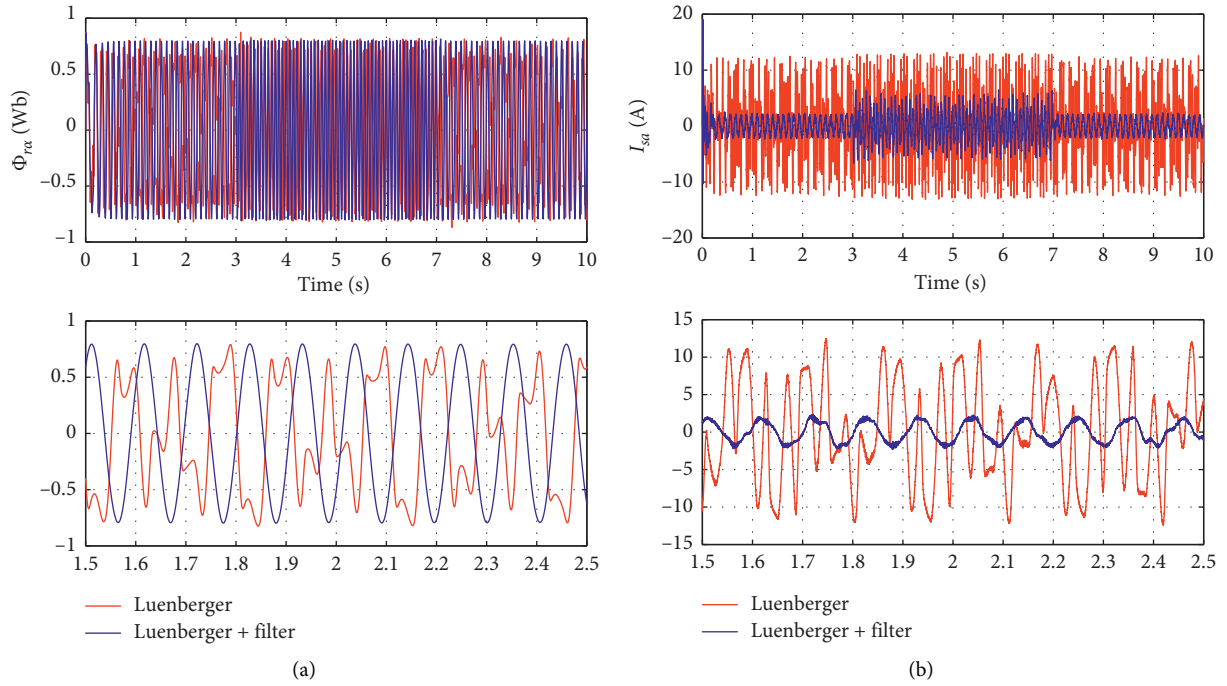 1
0.5
0
−0.5
−1
Φrα (Wb)
0 1 2 3 4 5 6 7 8 9 10
Time (s)
1
0.5
0
−0.5
−1
1.5 1.6 1.7 1.8 1.9 2 2.1 2.2 2.3 2.4 2.5
Luenberger
Luenberger + filter
(a)
20
10
0
−10
−20
Isa (A)
0 1 2 3 4 5 6 7 8 9 10
Time (s)
15
10
5
0
−5
−10
−15
1.5 1.6 1.7 1.8 1.9 2 2.1 2.2 2.3 2.4 2.5
Luenberger
Luenberger + filter
(b)